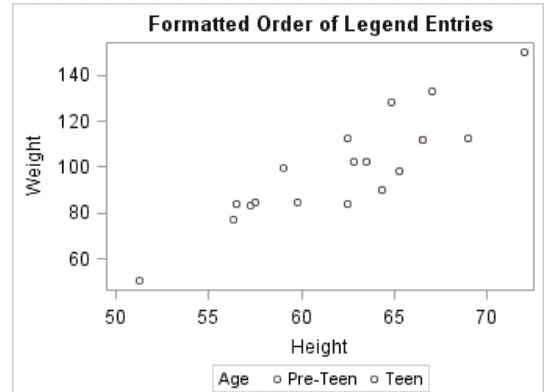 Formatted Order of Legend Entries
140
120
100
80
60
Weight
50 55 60 65 70
Height
Age Pre-Teen Teen